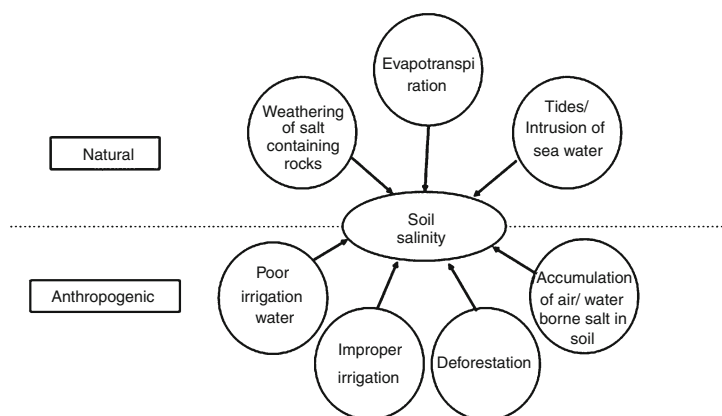 Evapotranspi
ration
Weathering
of salt
containing
rocks
Tides/
Intrusion of
sea water
Natural
Soil
salinity
Anthropogenic
Poor
irrigation
water
Improper
irrigation
Deforestation
Accumulation
of air/ water
borne salt in
soil